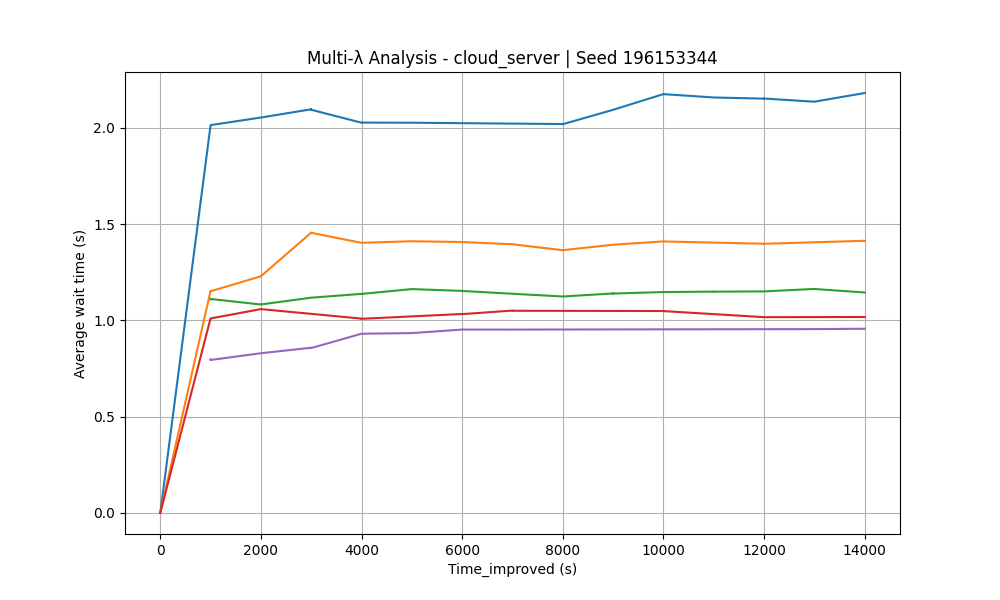 Multi-λ Analysis - cloud_server | Seed 196153344
Average wait time (s)
2.0
1.5
1.0
0.5
0.0
0 2000 4000 6000 8000 10000 12000 14000
Time_improved (s)